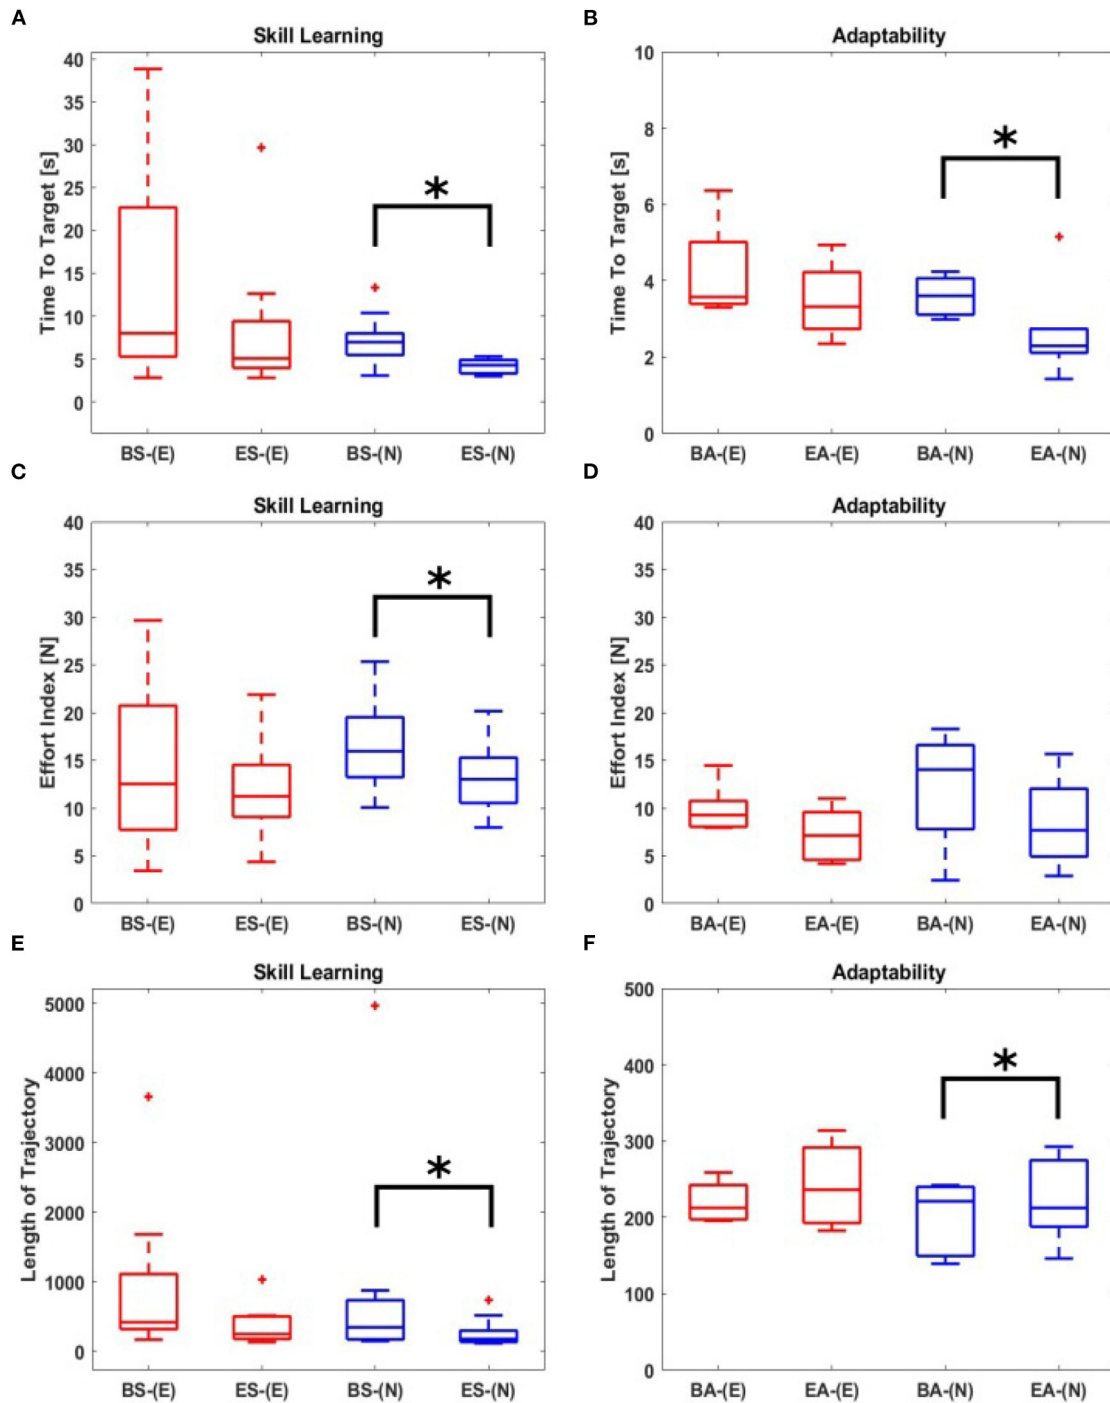 A
Skill Learning
Time To Target [s]
40
35
30
25
20
15
10
5
0
*
BS-(E) ES-(E) BS-(N) ES-(N)
B
Adaptability
Time To Target [s]
10
8
6
4
2
0
*
BA-(E) EA-(E) BA-(N) EA-(N)
C
Skill Learning
Effort Index [N]
40
35
30
25
20
15
10
5
0
*
BS-(E) ES-(E) BS-(N) ES-(N)
D
Adaptability
Effort Index [N]
40
35
30
25
20
15
10
5
0
BA-(E) EA-(E) BA-(N) EA-(N)
E
Skill Learning
Length of Trajectory
5000
4000
3000
2000
1000
0
*
BS-(E) ES-(E) BS-(N) ES-(N)
F
Adaptability
Length of Trajectory
500
400
300
200
100
0
*
BA-(E) EA-(E) BA-(N) EA-(N)